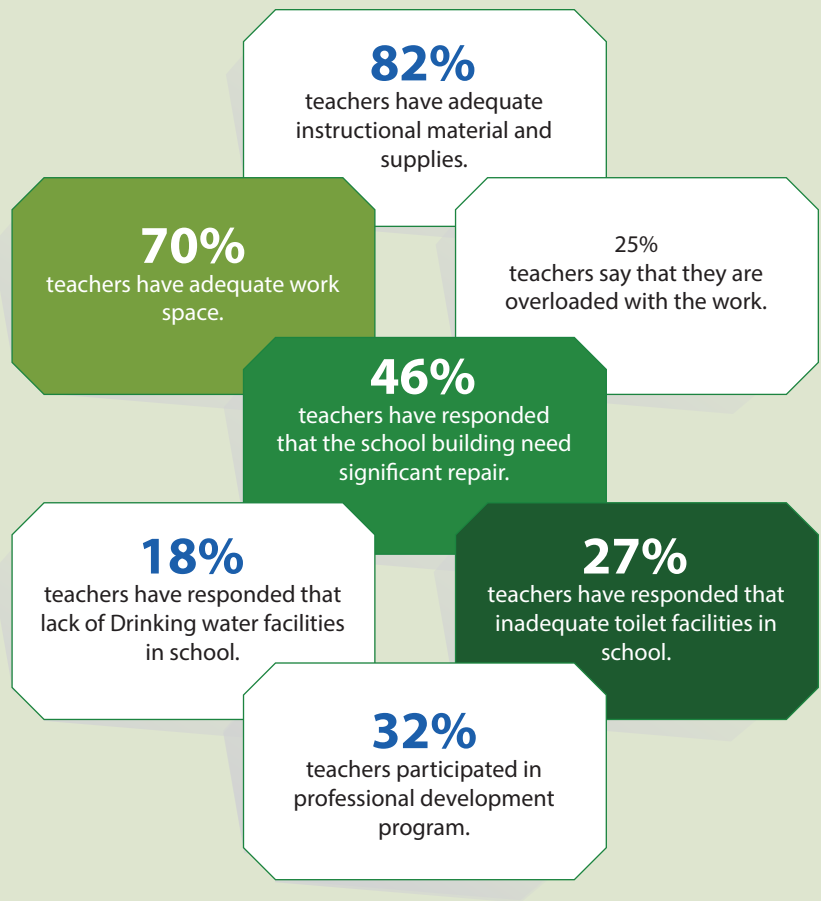 82%
teachers have adequate
instructional material and
supplies.
70%
teachers have adequate work
space.
25%
teachers say that they are
overloaded with the work.
46%
teachers have responded
that the school building need
significant repair.
18%
teachers have responded that
lack of Drinking water facilities
in school.
27%
teachers have responded that
inadequate toilet facilities in
school.
32%
teachers participated in
professional development
program.